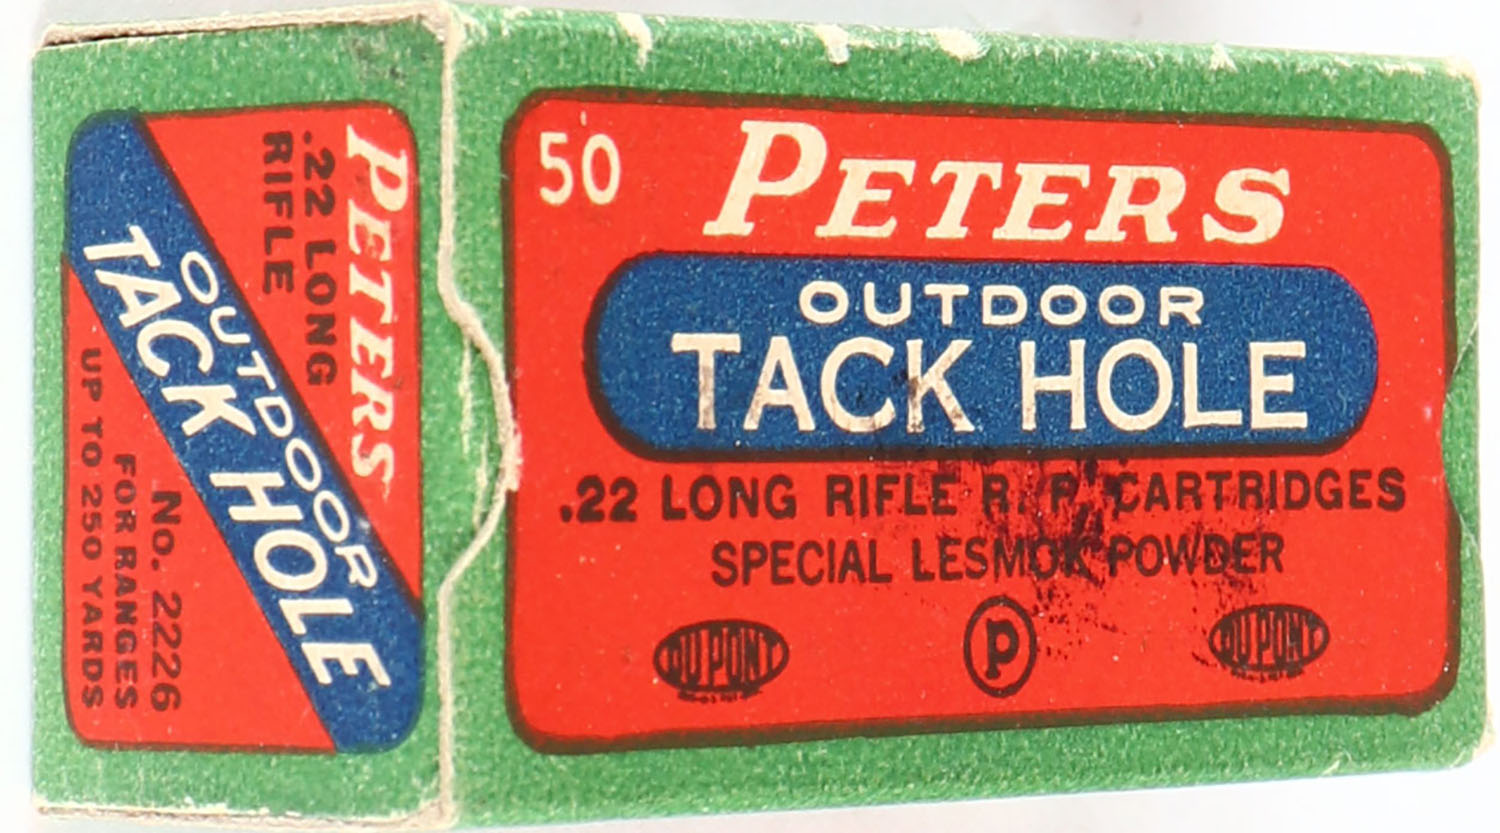 PETERS
.22 LONG
RIFLE
OUTDOOR
TACK HOLE
No. 2226
FOR RANGES
UP TO 250 YARDS
50
PETERS
OUTDOOR
TACK HOLE
.22 LONG RIFLE R. F. CARTRIDGES
SPECIAL LESMOK POWDER
DU PONT
P
DU PONT